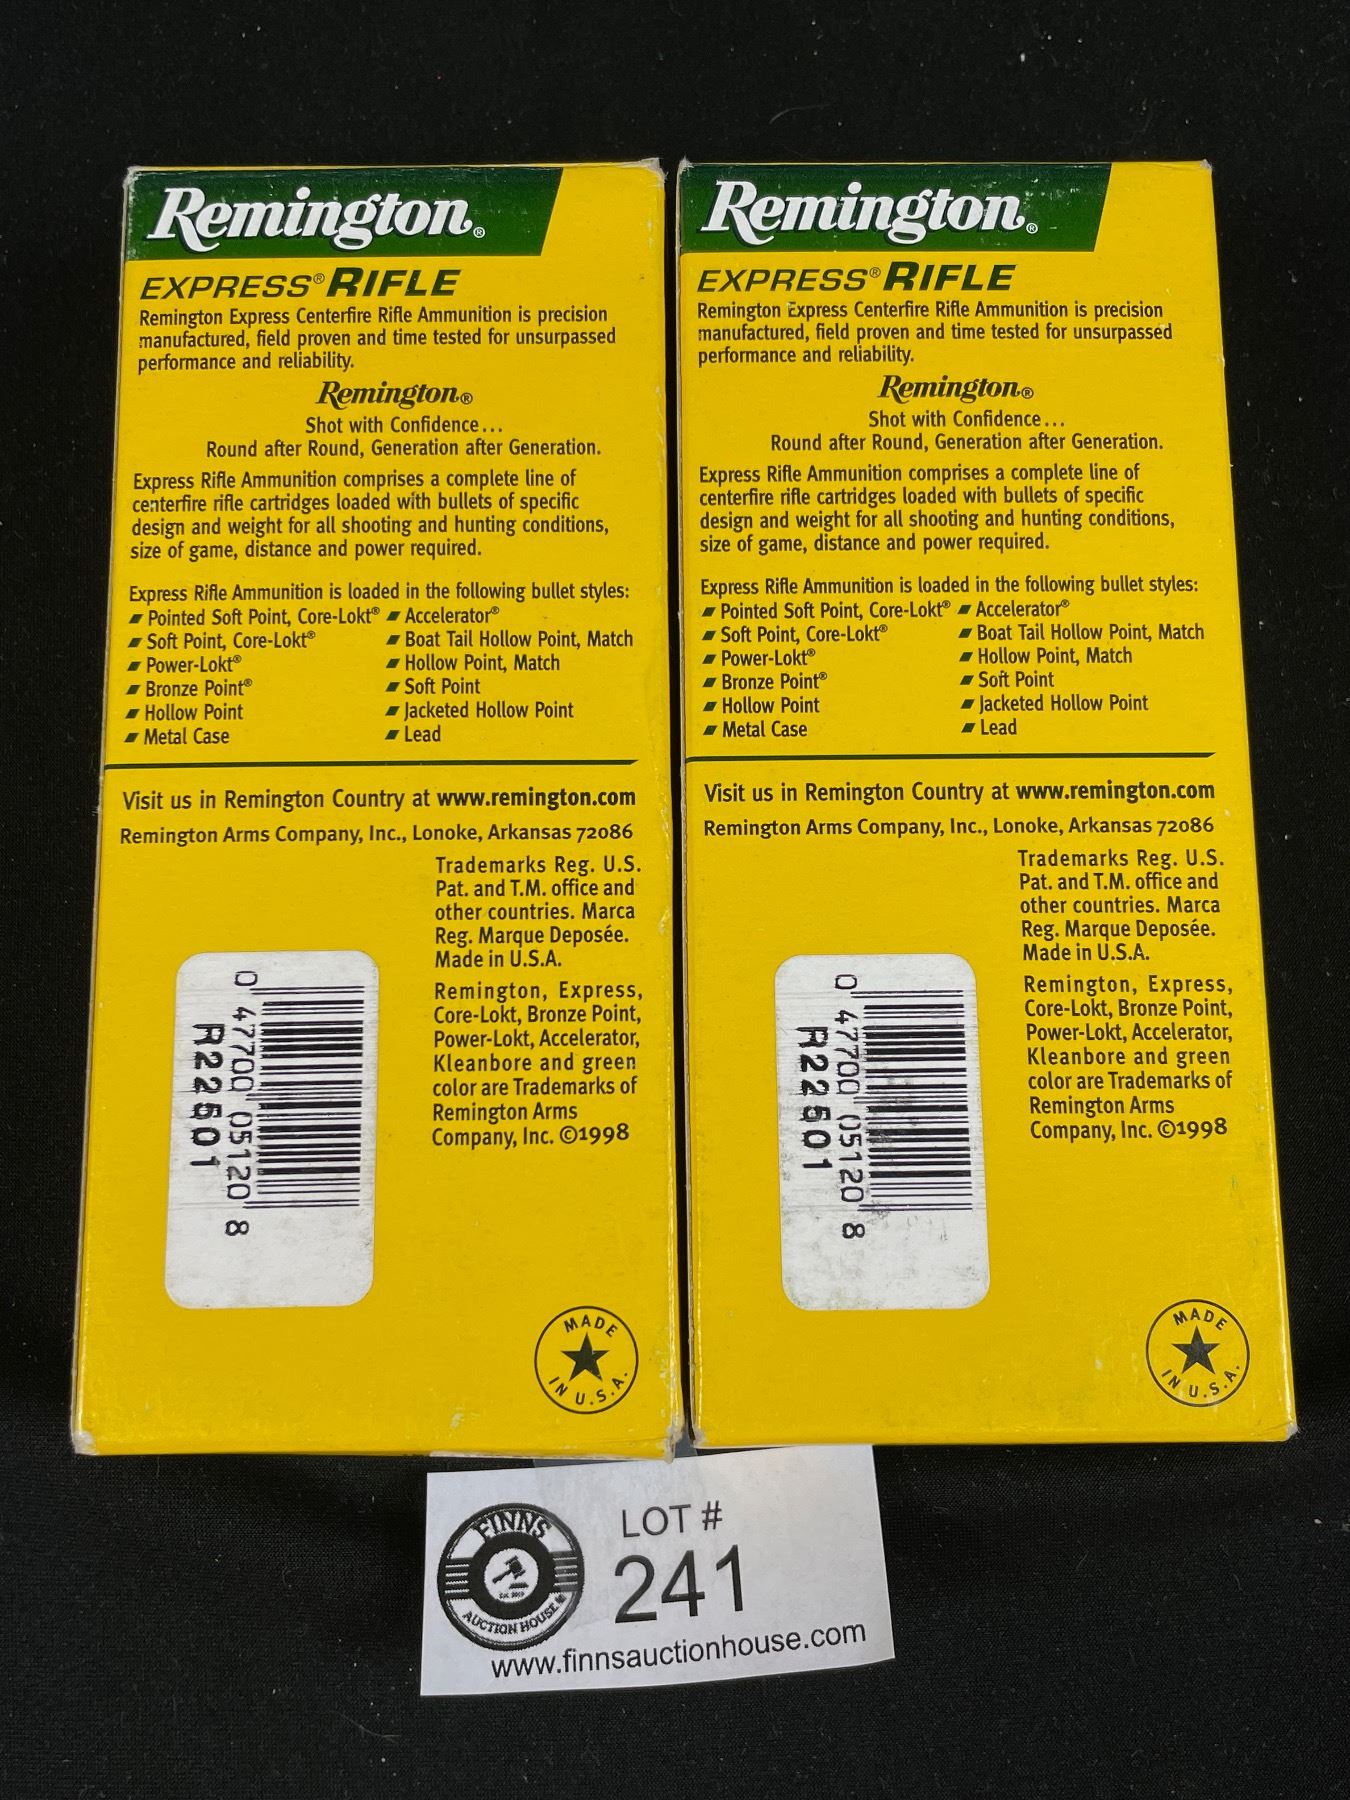 Remington®
EXPRESS® RIFLE
Remington Express Centerfire Rifle Ammunition is precision
manufactured, field proven and time tested for unsurpassed
performance and reliability.
Remington®
Shot with Confidence...
Round after Round, Generation after Generation.
Express Rifle Ammunition comprises a complete line of
centerfire rifle cartridges loaded with bullets of specific
design and weight for all shooting and hunting conditions,
size of game, distance and power required.
Express Rifle Ammunition is loaded in the following bullet styles:
Pointed Soft Point, Core-Lokt®
Soft Point, Core-Lokt®
Power-Lokt®
Bronze Point®
Hollow Point
Metal Case
Accelerator®
Boat Tail Hollow Point, Match
Hollow Point, Match
Soft Point
Jacketed Hollow Point
Lead
Visit us in Remington Country at www.remington.com
Remington Arms Company, Inc., Lonoke, Arkansas 72086
Trademarks Reg. U.S.
Pat. and T.M. office and
other countries. Marca
Reg. Marque Deposée.
Made in U.S.A.
Remington, Express,
Core-Lokt, Bronze Point,
Power-Lokt, Accelerator,
Kleanbore and green
color are Trademarks of
Remington Arms
Company, Inc. ©1998
0 47700 05120 8
R22501
MADE
IN U.S.A.
Remington®
EXPRESS® RIFLE
Remington Express Centerfire Rifle Ammunition is precision
manufactured, field proven and time tested for unsurpassed
performance and reliability.
Remington®
Shot with Confidence...
Round after Round, Generation after Generation.
Express Rifle Ammunition comprises a complete line of
centerfire rifle cartridges loaded with bullets of specific
design and weight for all shooting and hunting conditions,
size of game, distance and power required.
Express Rifle Ammunition is loaded in the following bullet styles:
Pointed Soft Point, Core-Lokt®
Soft Point, Core-Lokt®
Power-Lokt®
Bronze Point®
Hollow Point
Metal Case
Accelerator®
Boat Tail Hollow Point, Match
Hollow Point, Match
Soft Point
Jacketed Hollow Point
Lead
Visit us in Remington Country at www.remington.com
Remington Arms Company, Inc., Lonoke, Arkansas 72086
Trademarks Reg. U.S.
Pat. and T.M. office and
other countries. Marca
Reg. Marque Deposée.
Made in U.S.A.
Remington, Express,
Core-Lokt, Bronze Point,
Power-Lokt, Accelerator,
Kleanbore and green
color are Trademarks of
Remington Arms
Company, Inc. ©1998
0 47700 05120 8
R22501
MADE
IN U.S.A.
FINNS
AUCTION HOUSE
LOT #
241
www.finnsauctionhouse.com